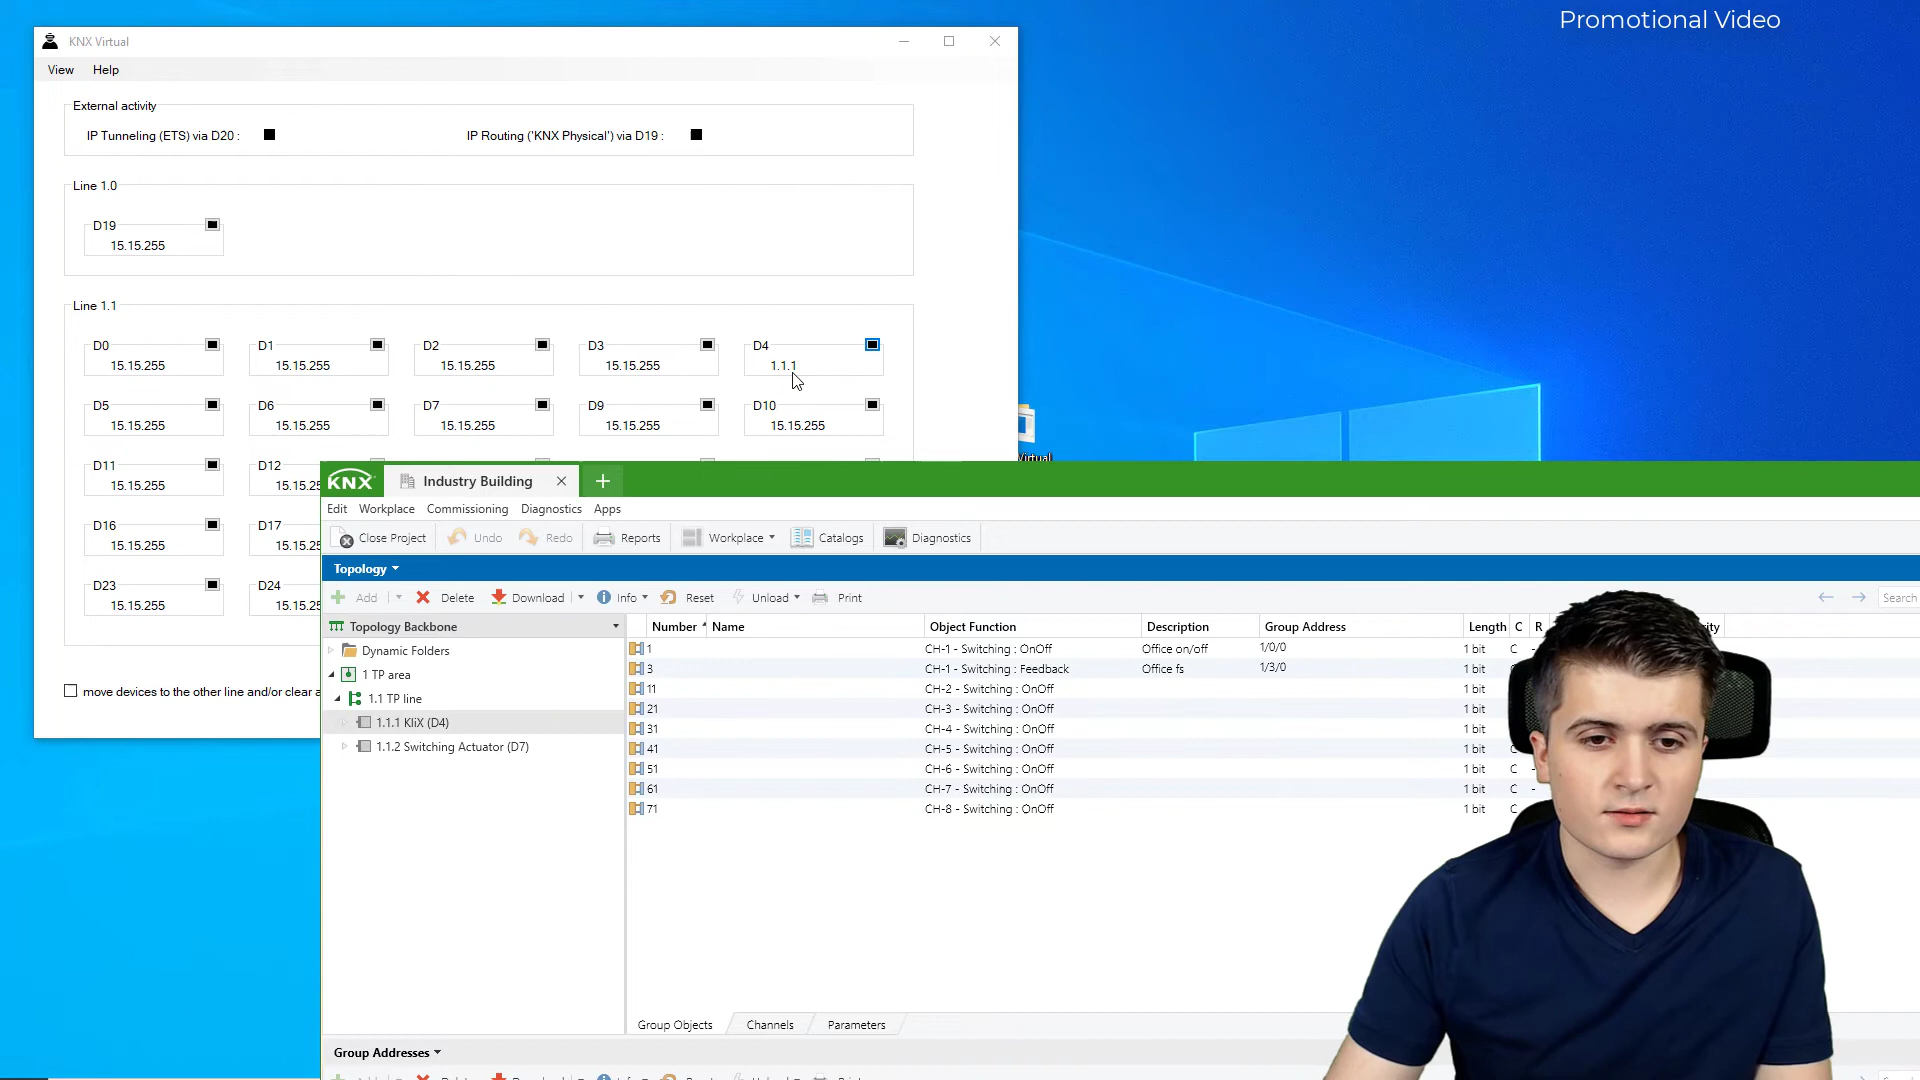 Promotional Video
KNX Virtual
View Help
External activity
IP Tunneling (ETS) via D20 :
IP Routing ('KNX Physical') via D19 :
Line 1.0
D19
15.15.255
Line 1.1
D0 D1 D2 D3 D4
15.15.255 15.15.255 15.15.255 15.15.255 1.1.1
D5 D6 D7 D9 D10
15.15.255 15.15.255 15.15.255 15.15.255 15.15.255
D11 D12
15.15.255
D16 D17
15.15.255
D23 D24
15.15.255
move devices to the other line and/or clear
Virtual
KNX Industry Building
Edit Workplace Commissioning Diagnostics Apps
Close Project Undo Redo Reports Workplace Catalogs Diagnostics
Topology
Add Delete Download Info Reset Unload Print Search
Topology Backbone
Dynamic Folders
1 TP area
1.1 TP line
1.1.1 KliX (D4)
1.1.2 Switching Actuator (D7)
Number Name Object Function Description Group Address Length C R
1 CH-1 - Switching : OnOff Office on/off 1/0/0 1 bit C -
3 CH-1 - Switching : Feedback Office fs 1/3/0 1 bit C
11 CH-2 - Switching : OnOff 1 bit
21 CH-3 - Switching : OnOff 1 bit
31 CH-4 - Switching : OnOff 1 bit
41 CH-5 - Switching : OnOff 1 bit
51 CH-6 - Switching : OnOff 1 bit C -
61 CH-7 - Switching : OnOff 1 bit C -
71 CH-8 - Switching : OnOff 1 bit C
Group Objects Channels Parameters
Group Addresses